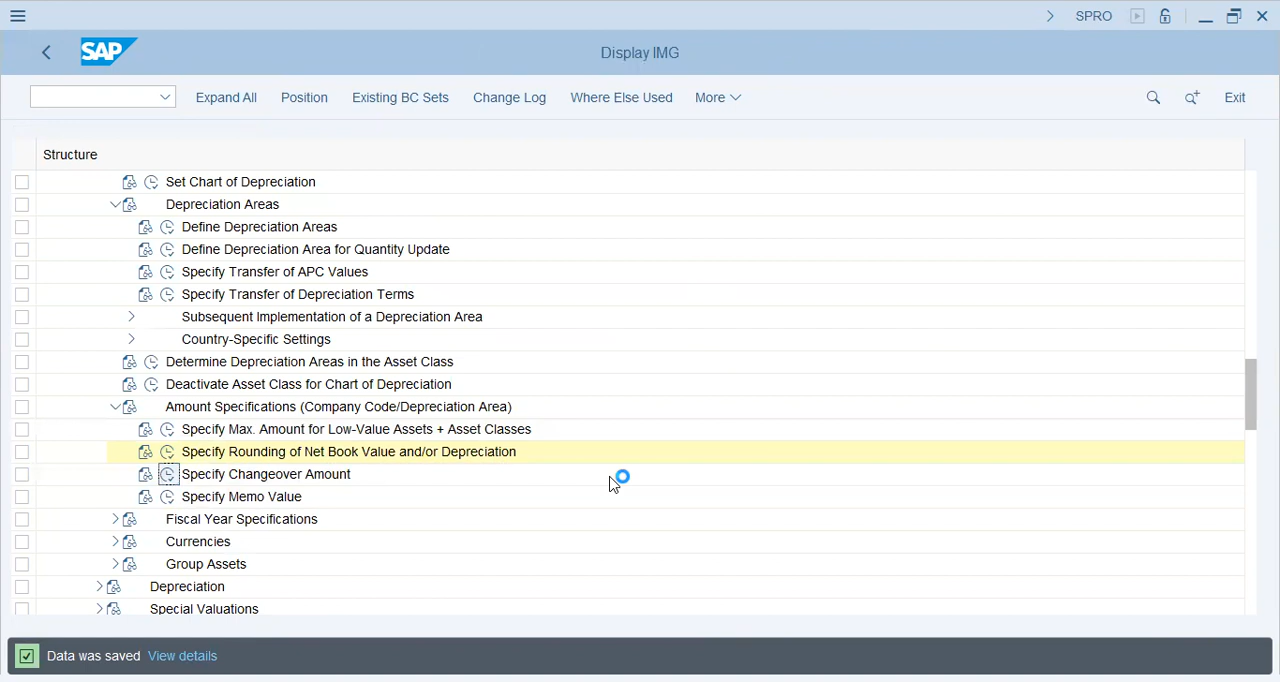 SPRO
SAP
Display IMG
Expand All
Position
Existing BC Sets
Change Log
Where Else Used
More
Exit
Structure
Set Chart of Depreciation
Depreciation Areas
Define Depreciation Areas
Define Depreciation Area for Quantity Update
Specify Transfer of APC Values
Specify Transfer of Depreciation Terms
Subsequent Implementation of a Depreciation Area
Country-Specific Settings
Determine Depreciation Areas in the Asset Class
Deactivate Asset Class for Chart of Depreciation
Amount Specifications (Company Code/Depreciation Area)
Specify Max. Amount for Low-Value Assets + Asset Classes
Specify Rounding of Net Book Value and/or Depreciation
Specify Changeover Amount
Specify Memo Value
Fiscal Year Specifications
Currencies
Group Assets
Depreciation
Special Valuations
Data was saved View details